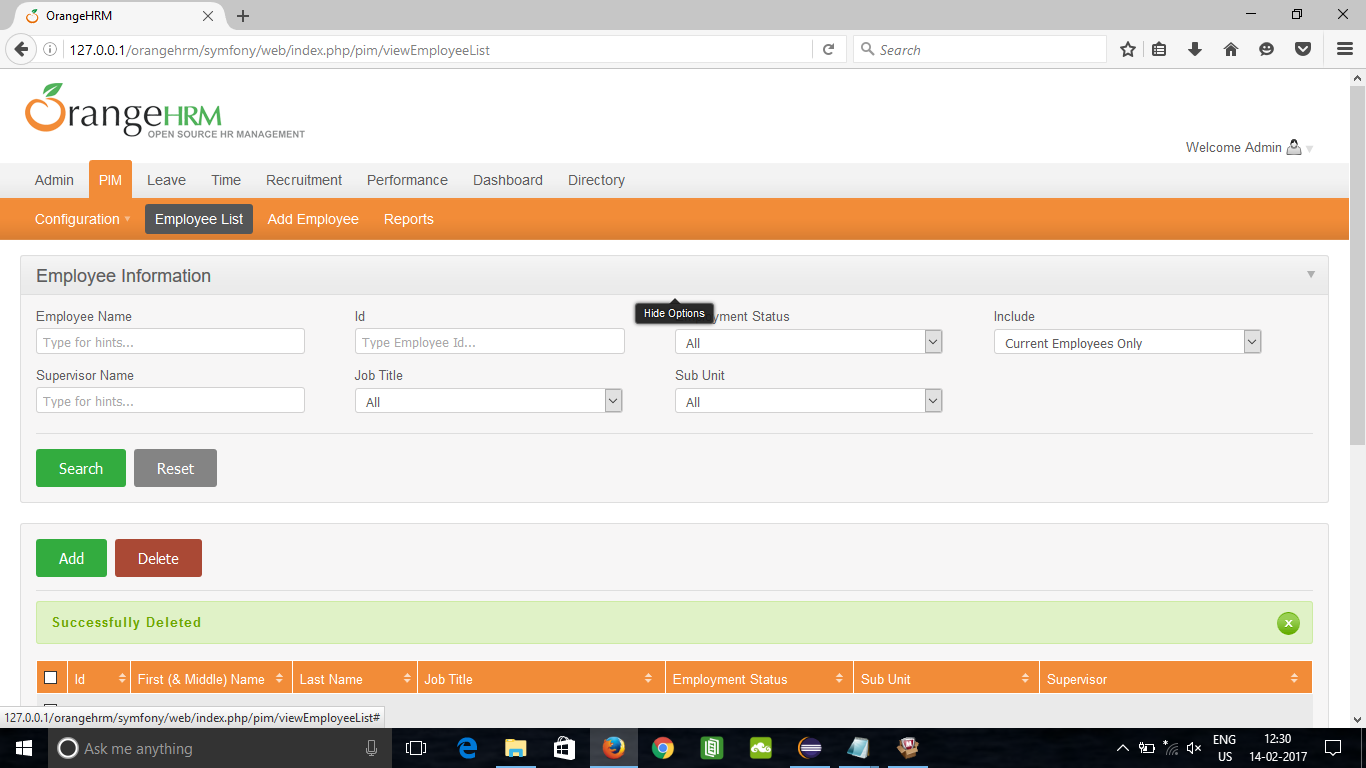 OrangeHRM
127.0.0.1/orangehrm/symfony/web/index.php/pim/viewEmployeeList
Search
OrangeHRM
OPEN SOURCE HR MANAGEMENT
Welcome Admin
Admin PIM Leave Time Recruitment Performance Dashboard Directory
Configuration Employee List Add Employee Reports
Employee Information
Hide Options
Employee Name Id yment Status Include
Type for hints... Type Employee Id... All Current Employees Only
Supervisor Name Job Title Sub Unit
Type for hints... All All
Search Reset
Add Delete
Successfully Deleted
x
Id First (& Middle) Name Last Name Job Title Employment Status Sub Unit Supervisor
127.0.0.1/orangehrm/symfony/web/index.php/pim/viewEmployeeList#
Ask me anything
ENG 12:30
US 14-02-2017